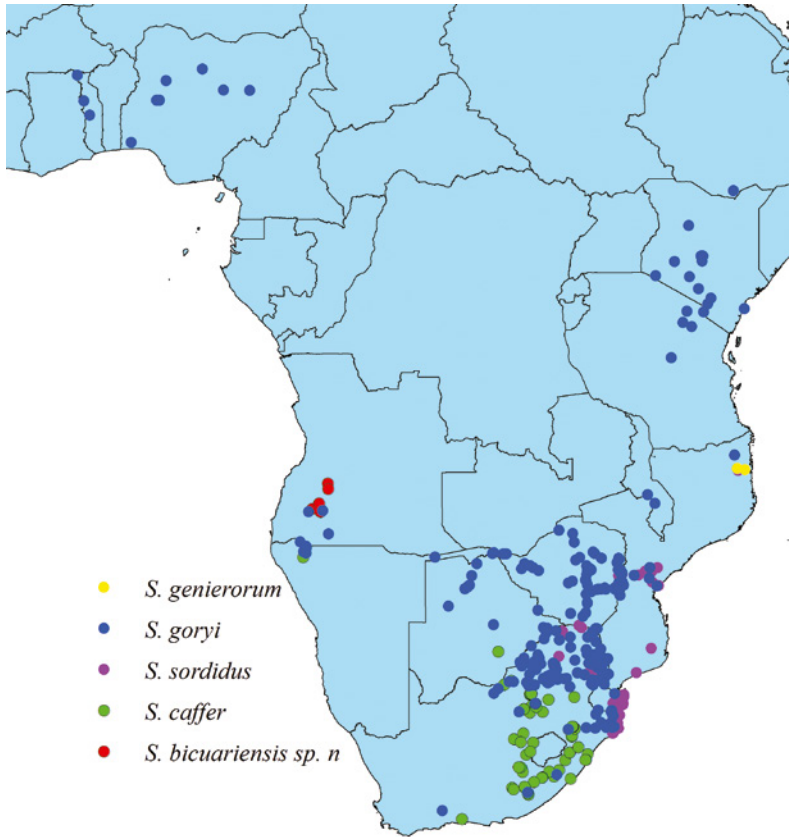 S. genierorum
S. goryi
S. sordidus
S. caffer
S. bicuariensis sp. n